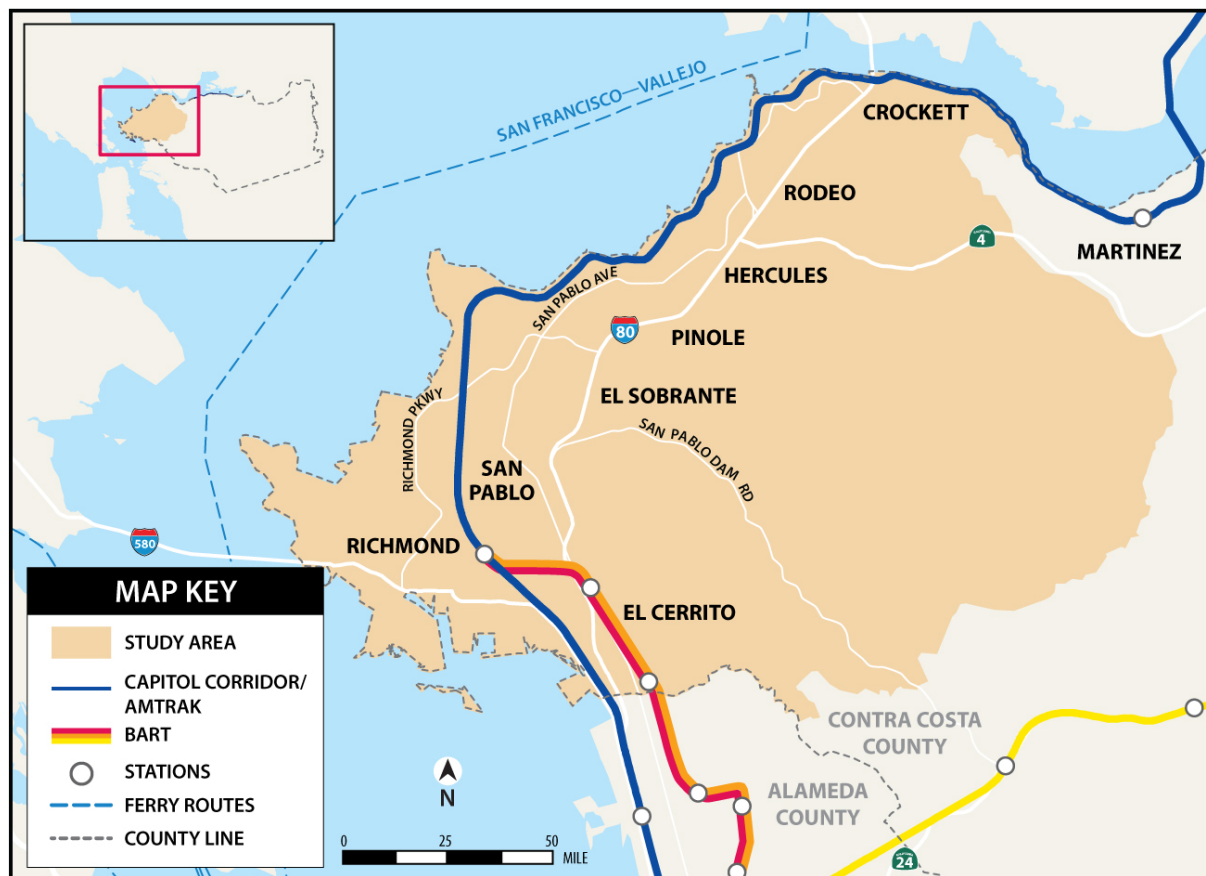 SAN FRANCISCO—VALLEJO
CROCKETT
RODEO
4
MARTINEZ
HERCULES
SAN PABLO AVE
80
PINOLE
EL SOBRANTE
RICHMOND PKWY
SAN PABLO DAM RD
SAN
PABLO
580
RICHMOND
EL CERRITO
MAP KEY
STUDY AREA
CAPITOL CORRIDOR/
AMTRAK
BART
STATIONS
FERRY ROUTES
COUNTY LINE
N
0 25 50
MILE
CONTRA COSTA
COUNTY
ALAMEDA
COUNTY
24